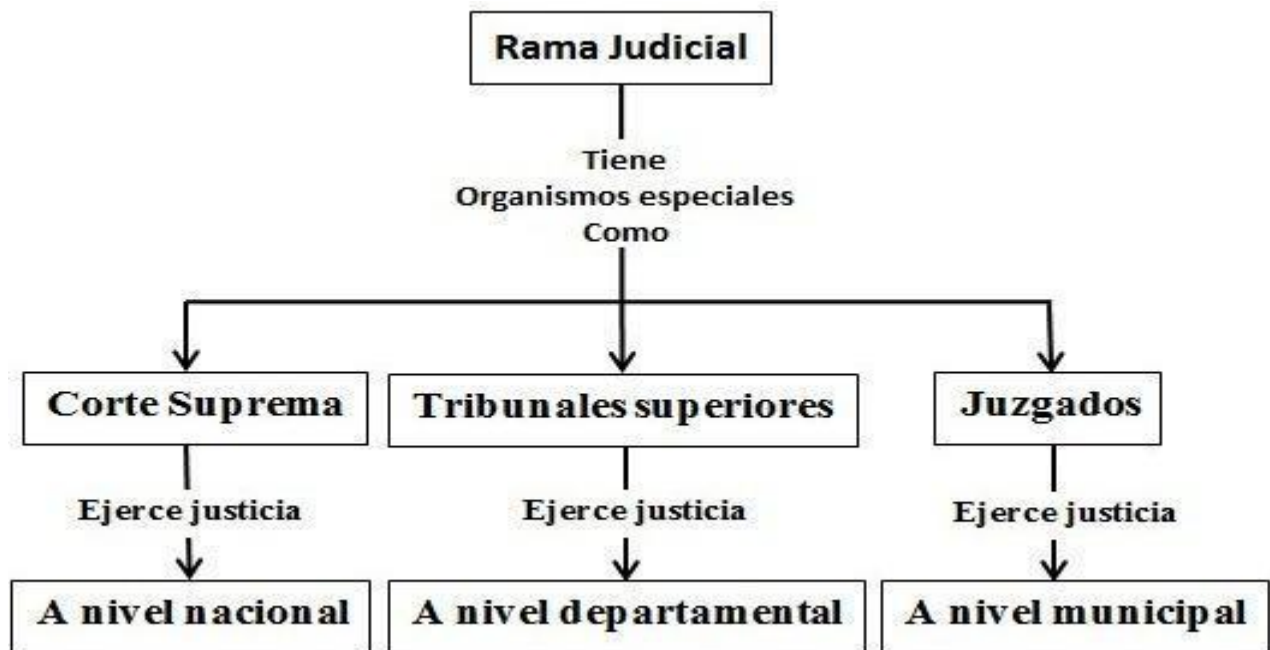 Rama Judicial
Tiene
Organismos especiales
Como
Corte Suprema
Tribunales superiores
Juzgados
Ejerce justicia
Ejerce justicia
Ejerce justicia
A nivel nacional
A nivel departamental
A nivel municipal